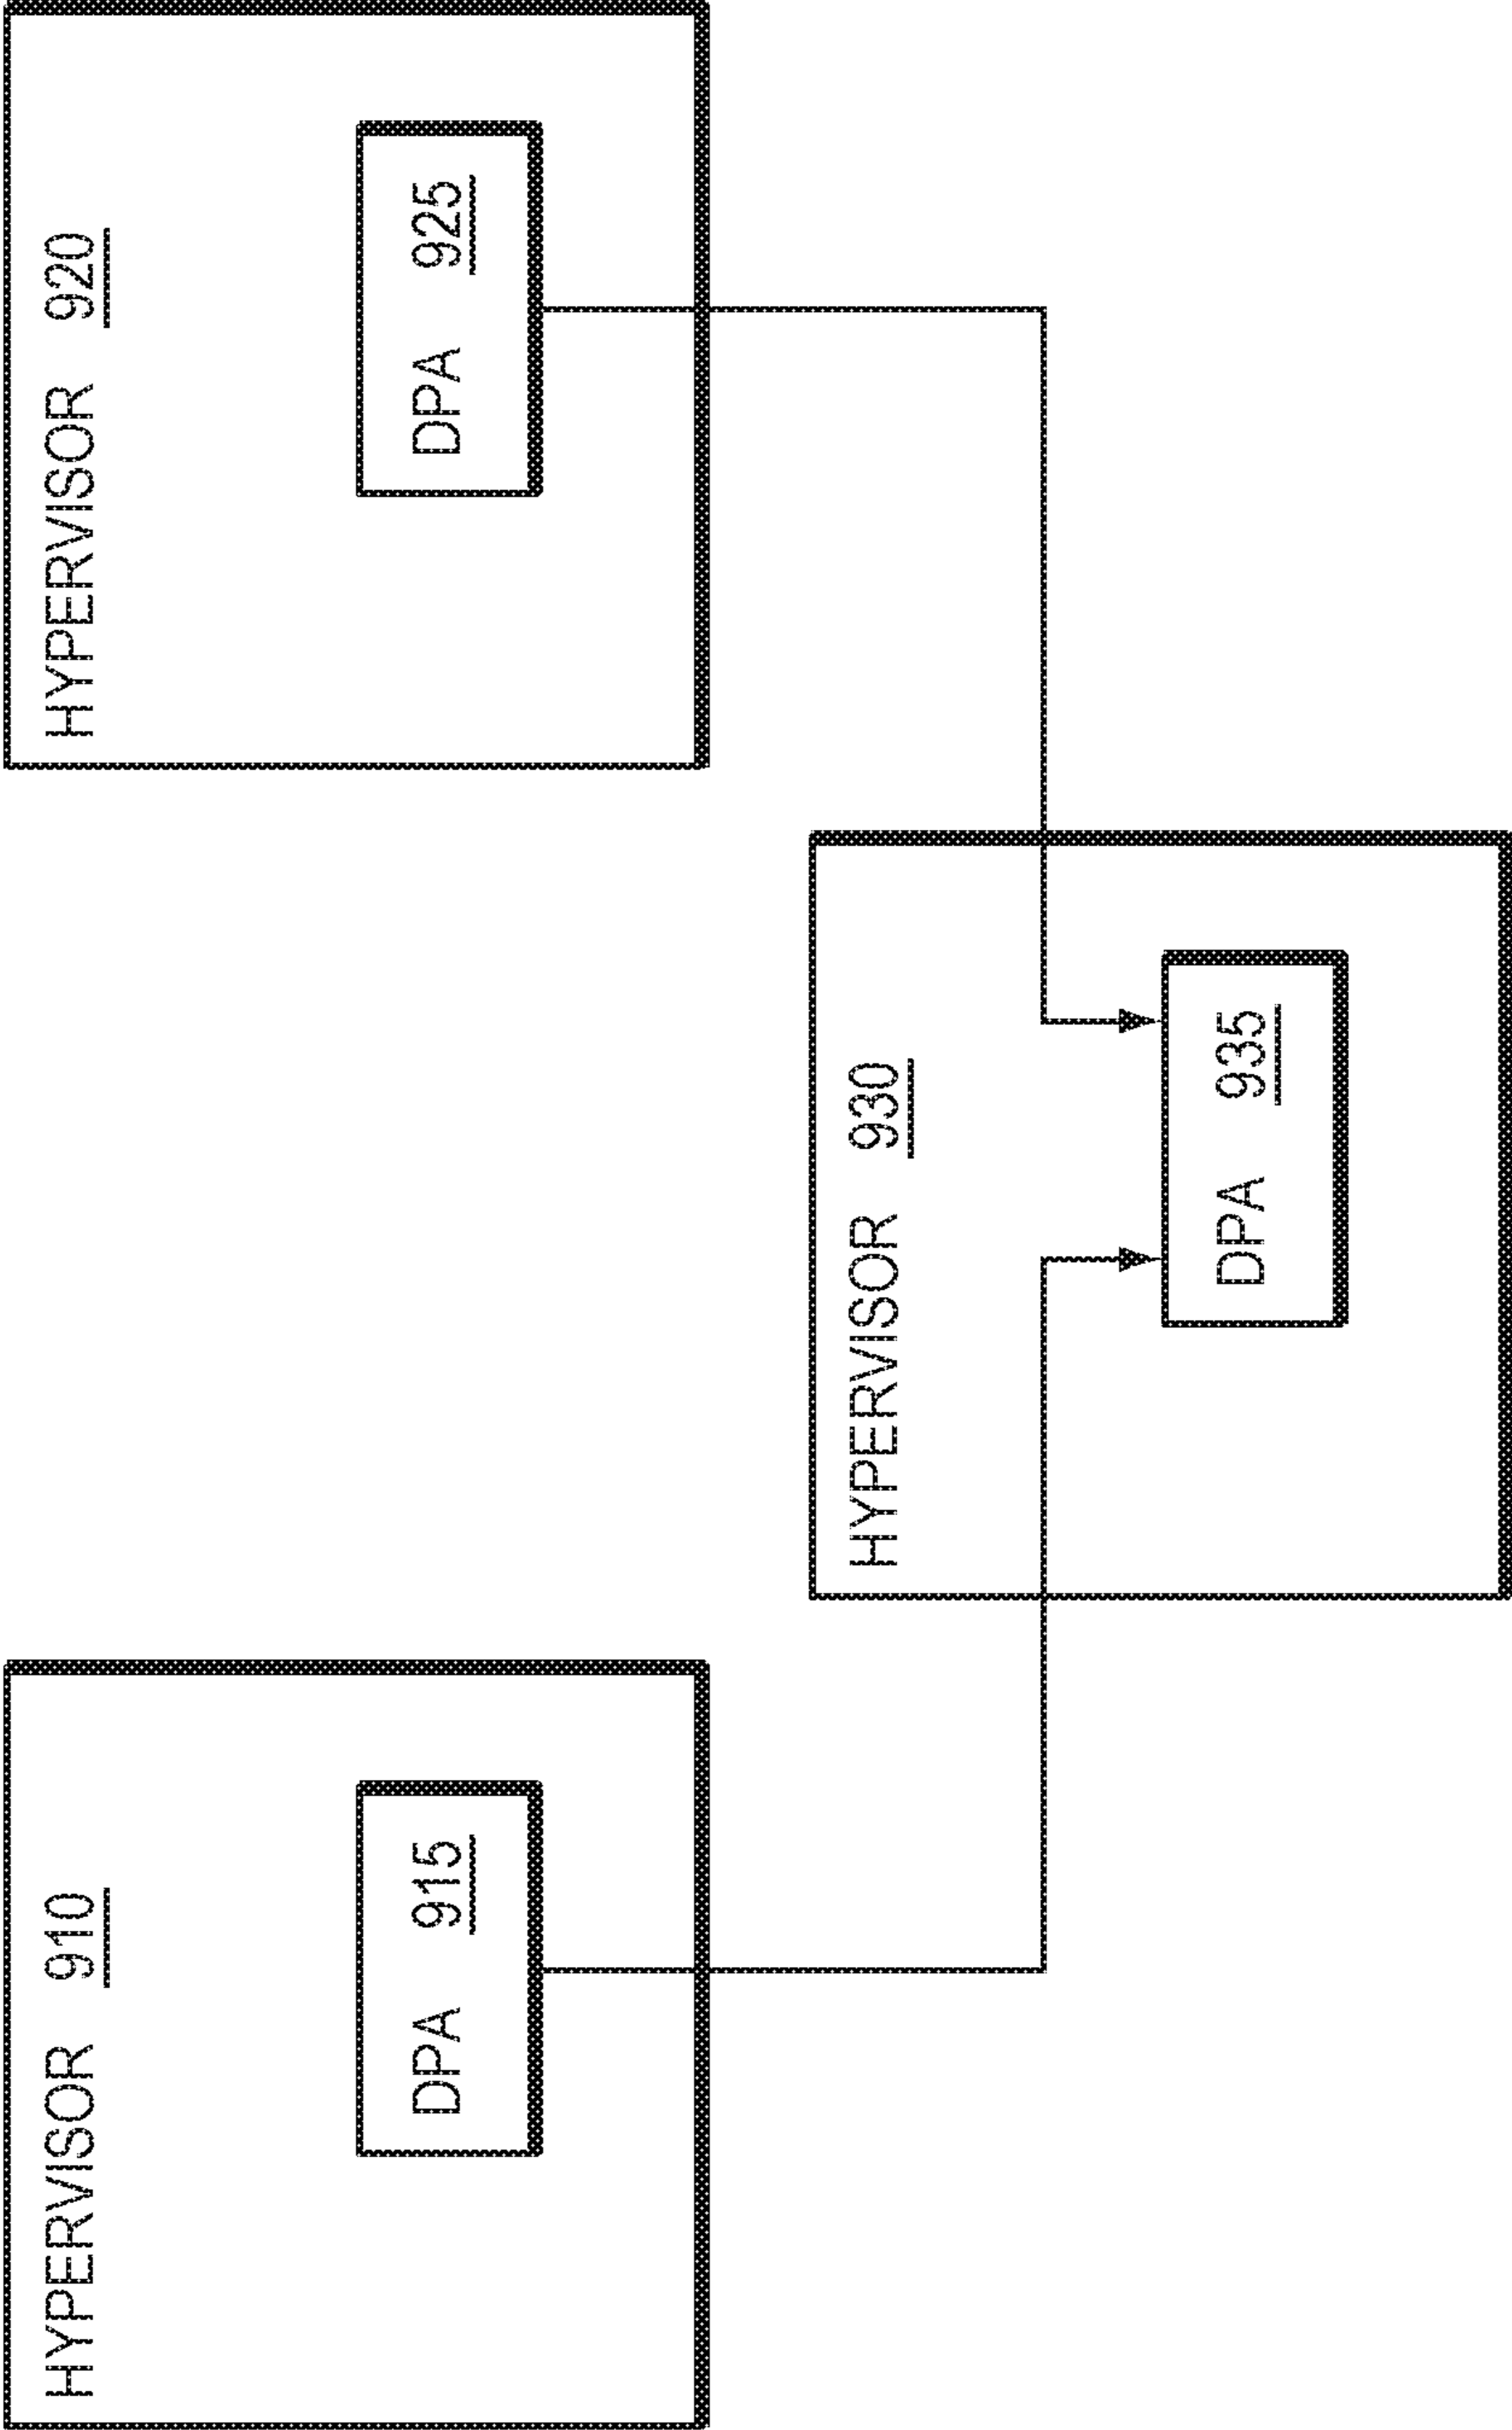 HYPERVISOR 910
DPA 915
HYPERVISOR 920
DPA 925
HYPERVISOR 930
DPA 935